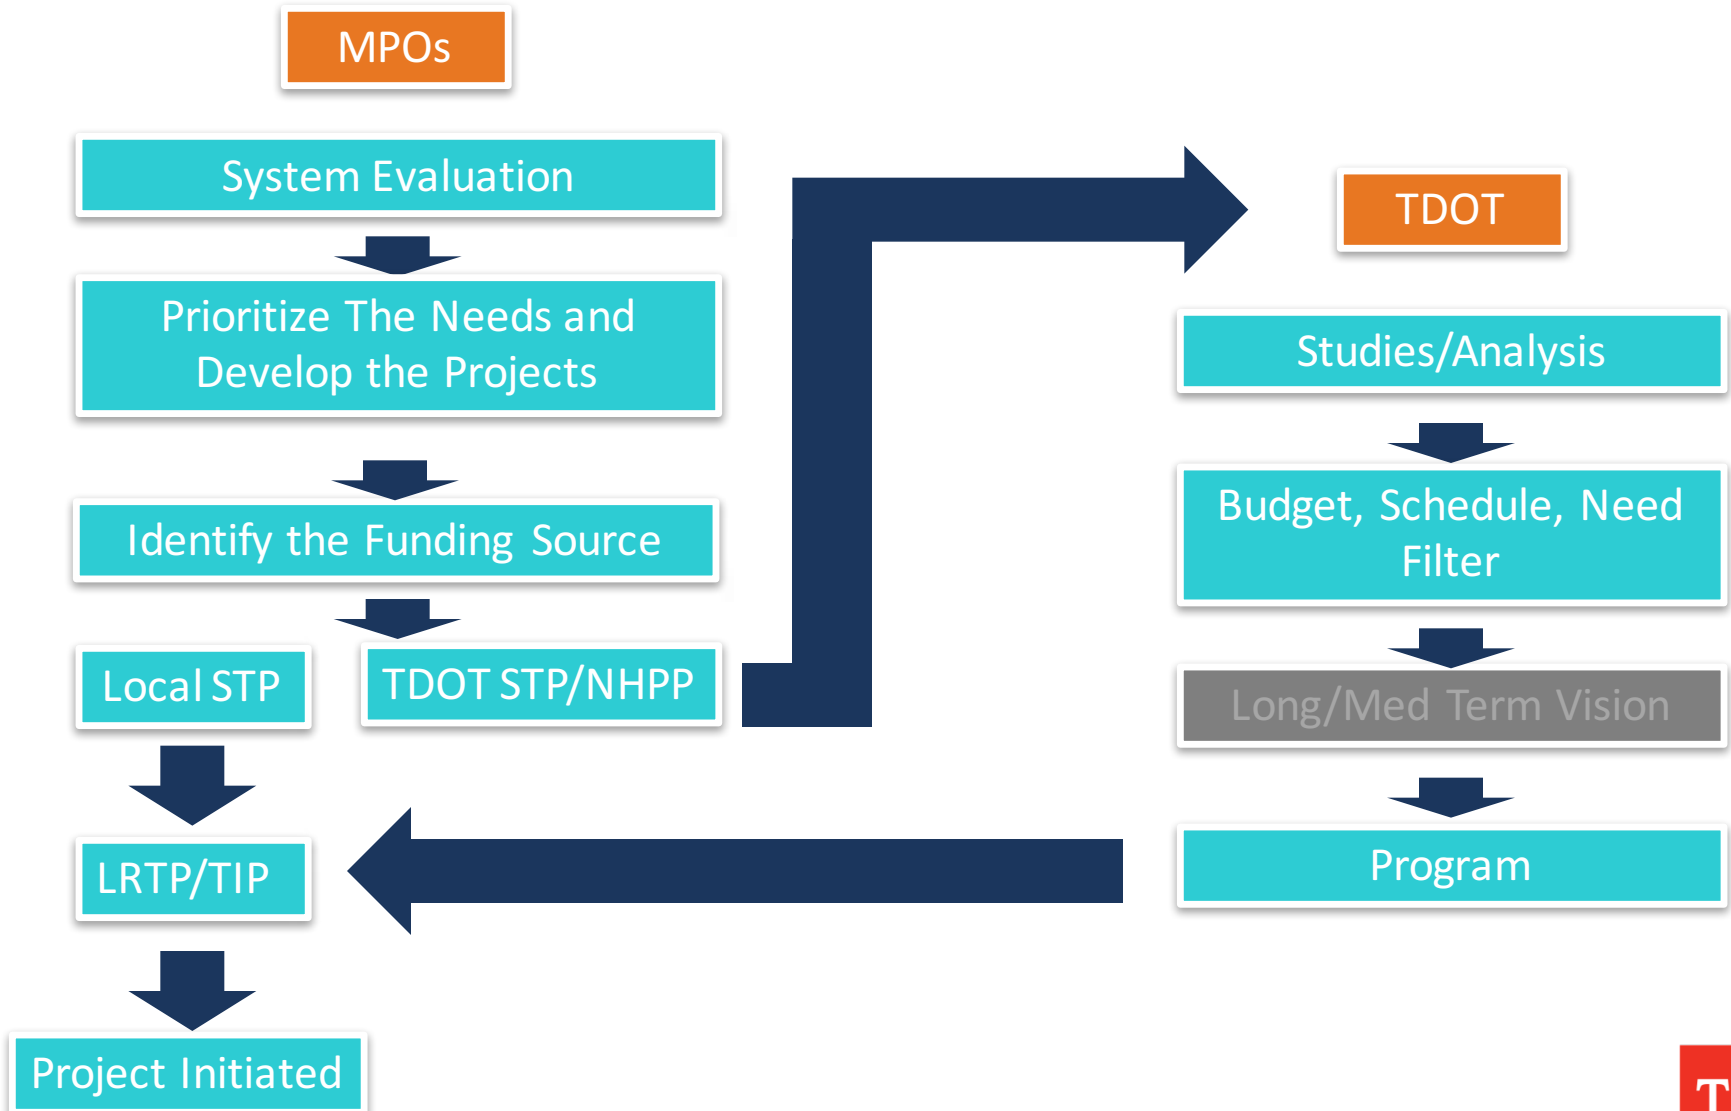 MPOs
System Evaluation
Prioritize The Needs and
Develop the Projects
Identify the Funding Source
Local STP
TDOT STP/NHPP
LRTP/TIP
Project Initiated
TDOT
Studies/Analysis
Budget, Schedule, Need
Filter
Long/Med Term Vision
Program
T